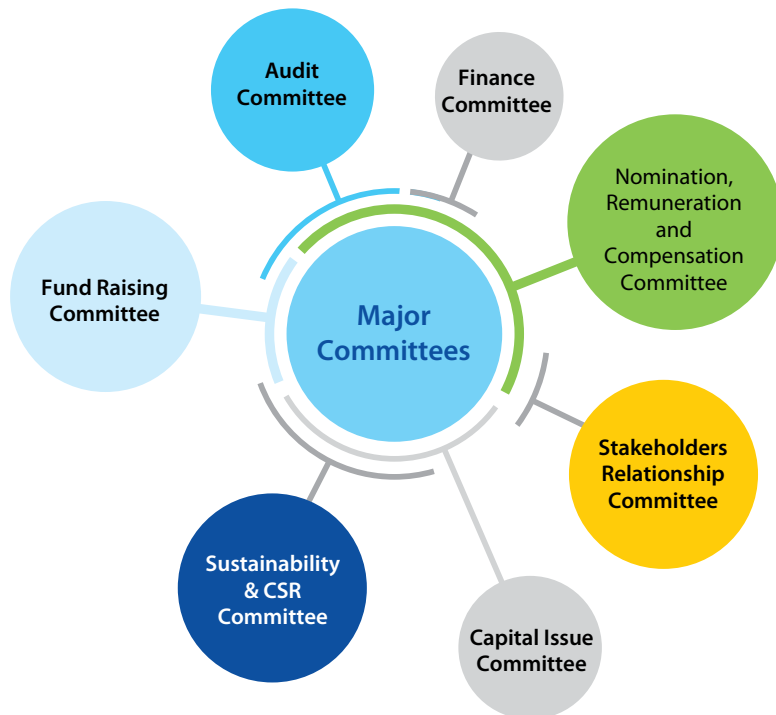 Audit
Committee
Finance
Committee
Nomination,
Remuneration
and
Compensation
Committee
Fund Raising
Committee
Major
Committees
Stakeholders
Relationship
Committee
Sustainability
& CSR
Committee
Capital Issue
Committee